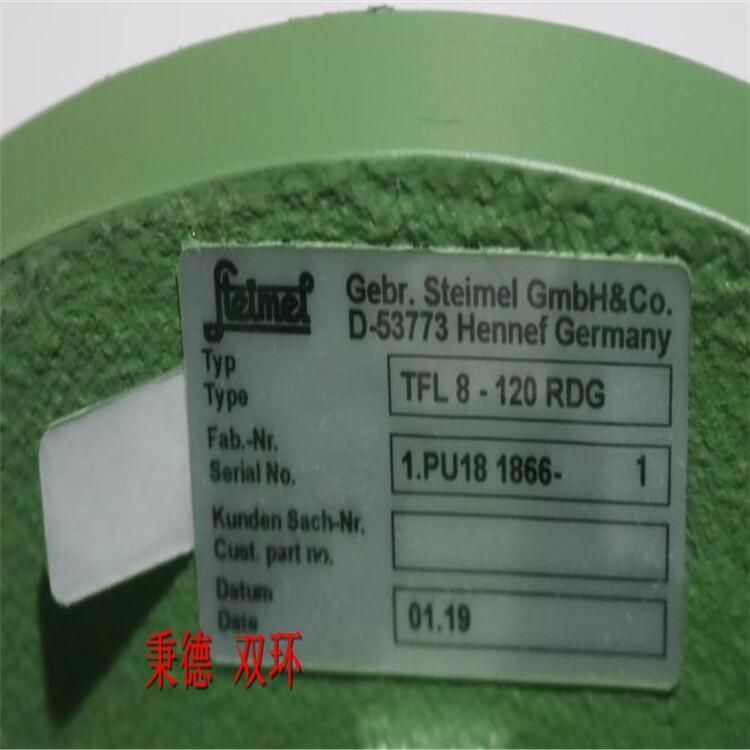 Steimel
Gebr. Steimel GmbH&Co.
D-53773 Hennef Germany
Typ
Type
TFL 8 - 120 RDG
Fab.-Nr.
Serial No.
1.PU18 1866- 1
Kunden Sach-Nr.
Cust. part no.
Datum
Date
01.19
秉德 双环